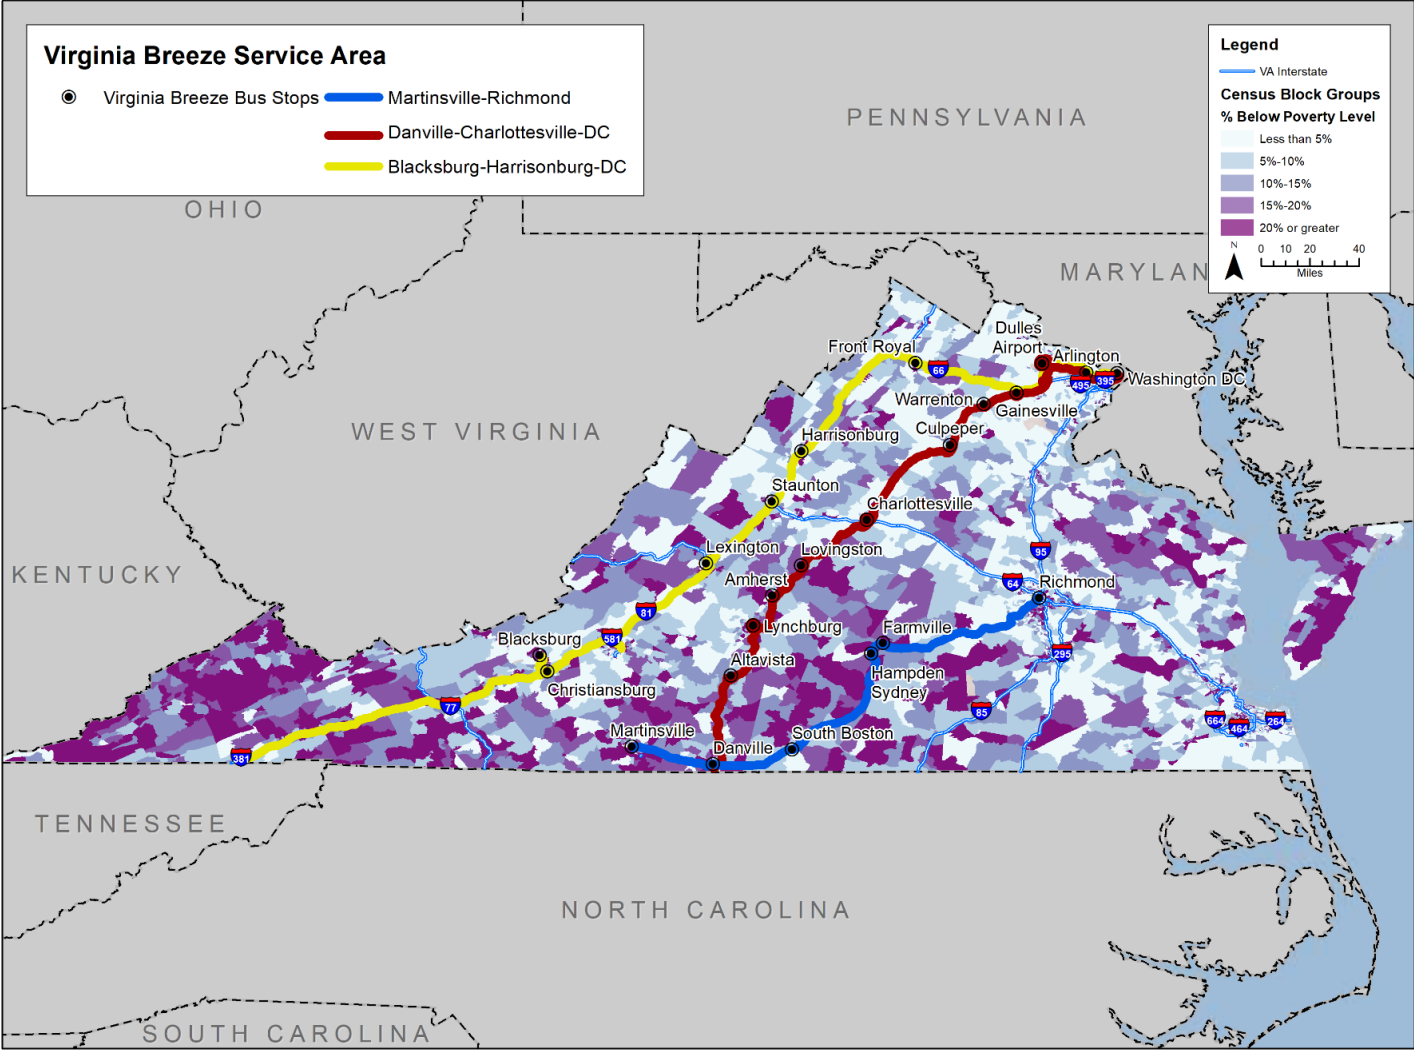 Virginia Breeze Service Area
Virginia Breeze Bus Stops
Martinsville-Richmond
Danville-Charlottesville-DC
Blacksburg-Harrisonburg-DC
Legend
VA Interstate
Census Block Groups
% Below Poverty Level
Less than 5%
5%-10%
10%-15%
15%-20%
20% or greater
N
0 10 20 40
Miles
PENNSYLVANIA
OHIO
MARYLAN
WEST VIRGINIA
KENTUCKY
TENNESSEE
NORTH CAROLINA
SOUTH CAROLINA
Dulles
Airport
Arlington
Washington DC
Front Royal
66
495
395
Warrenton
Gainesville
Culpeper
Harrisonburg
Staunton
Charlottesville
Lexington
Lovingston
95
Amherst
64
Richmond
81
Lynchburg
Farmville
581
Blacksburg
295
Altavista
Hampden
Sydney
Christiansburg
77
85
664
464
264
Martinsville
South Boston
Danville
381